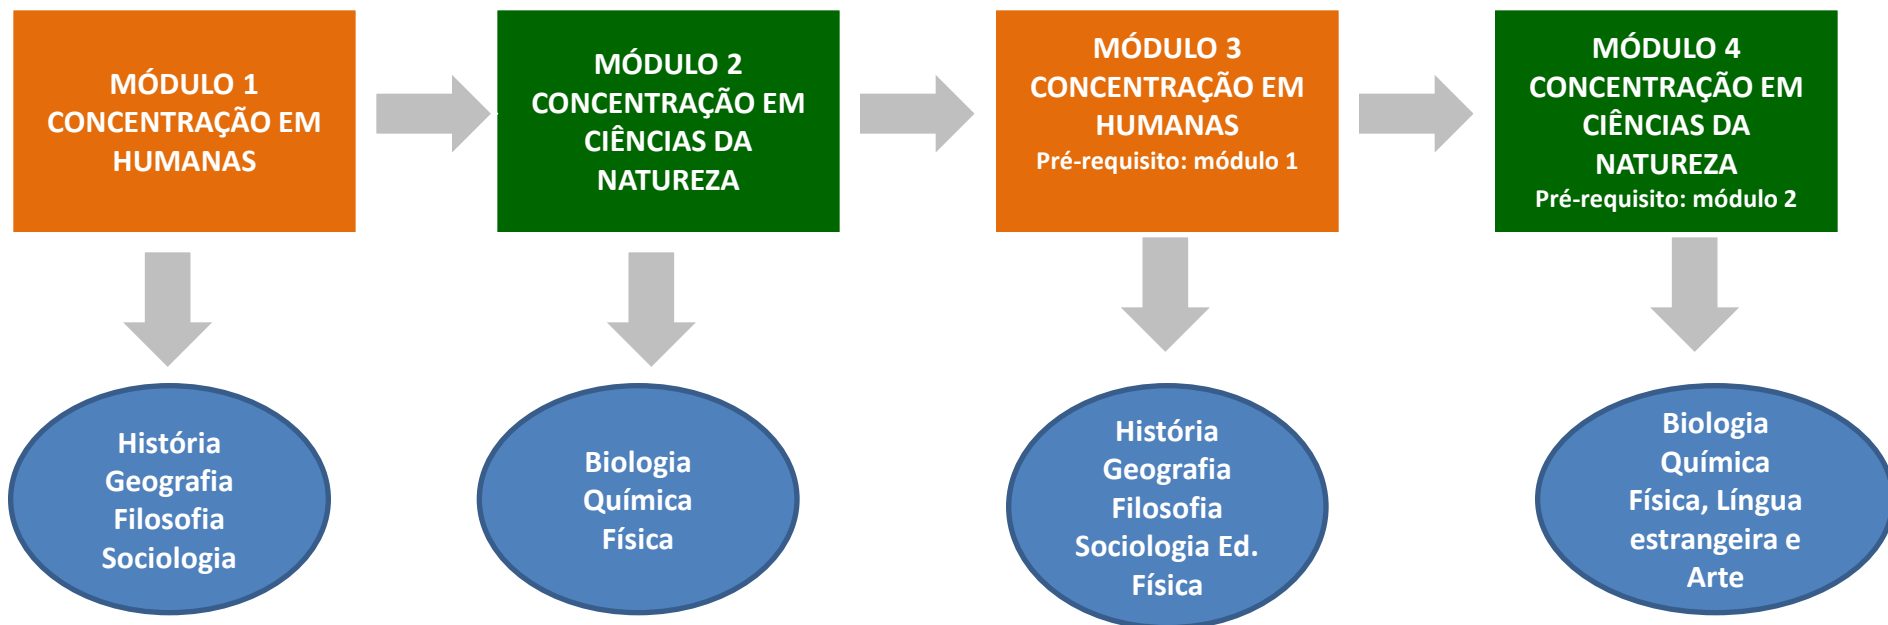 MÓDULO 1
CONCENTRAÇÃO EM
HUMANAS
MÓDULO 2
CONCENTRAÇÃO EM
CIÊNCIAS DA
NATUREZA
MÓDULO 3
CONCENTRAÇÃO EM
HUMANAS
Pré-requisito: módulo 1
MÓDULO 4
CONCENTRAÇÃO EM
CIÊNCIAS DA
NATUREZA
Pré-requisito: módulo 2
História
Geografia
Filosofia
Sociologia
Biologia
Química
Física
História
Geografia
Filosofia
Sociologia Ed.
Física
Biologia
Química
Física, Língua
estrangeira e
Arte